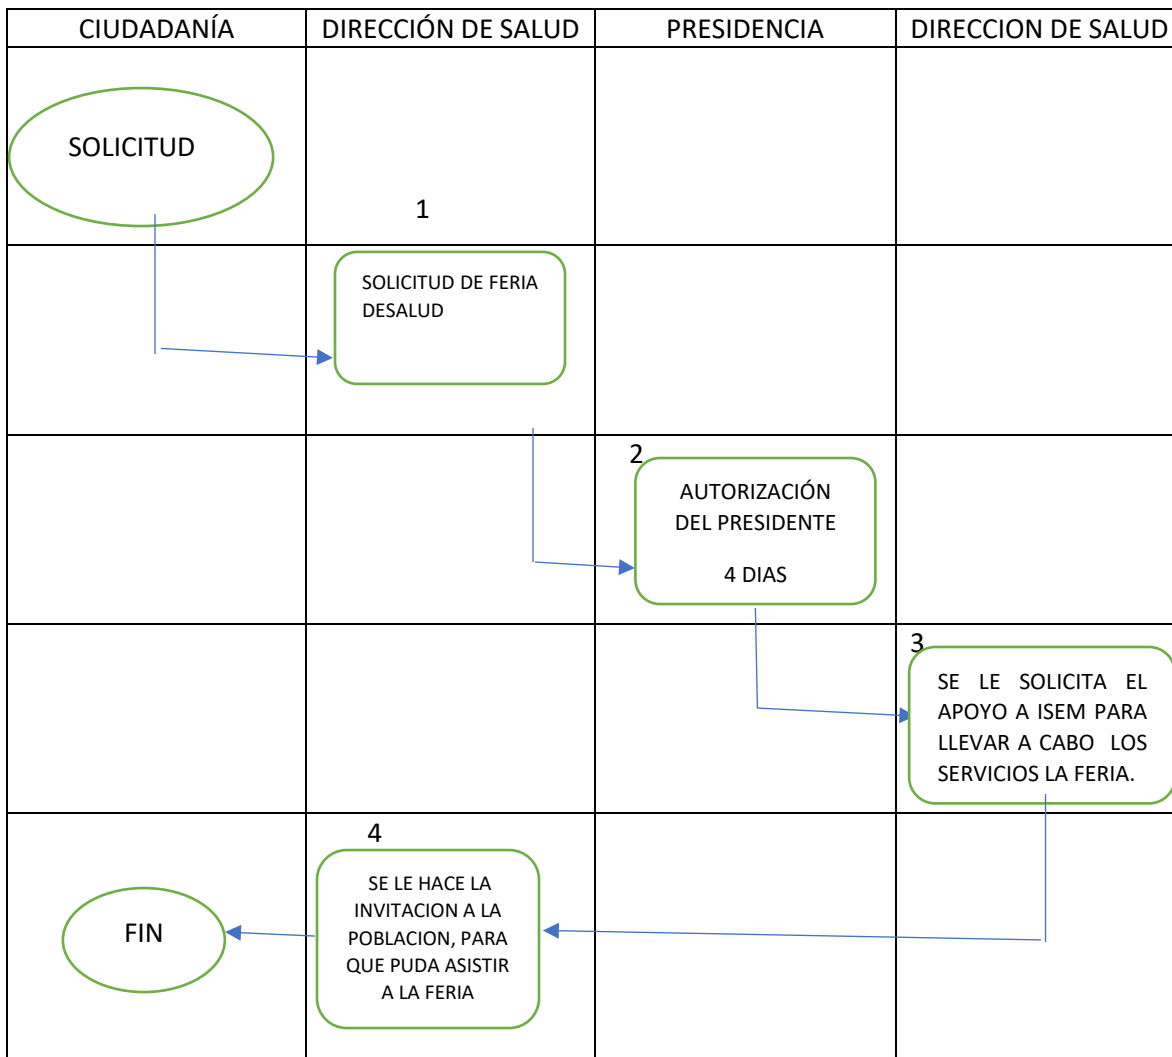 CIUDADANÍA
DIRECCIÓN DE SALUD
PRESIDENCIA
DIRECCION DE SALUD
SOLICITUD
1
SOLICITUD DE FERIA
DESALUD
2
AUTORIZACIÓN
DEL PRESIDENTE
4 DIAS
3
SE LE SOLICITA EL
APOYO A ISEM PARA
LLEVAR A CABO LOS
SERVICIOS LA FERIA.
4
SE LE HACE LA
INVITACION A LA
POBLACION, PARA
QUE PUDA ASISTIR
A LA FERIA
FIN